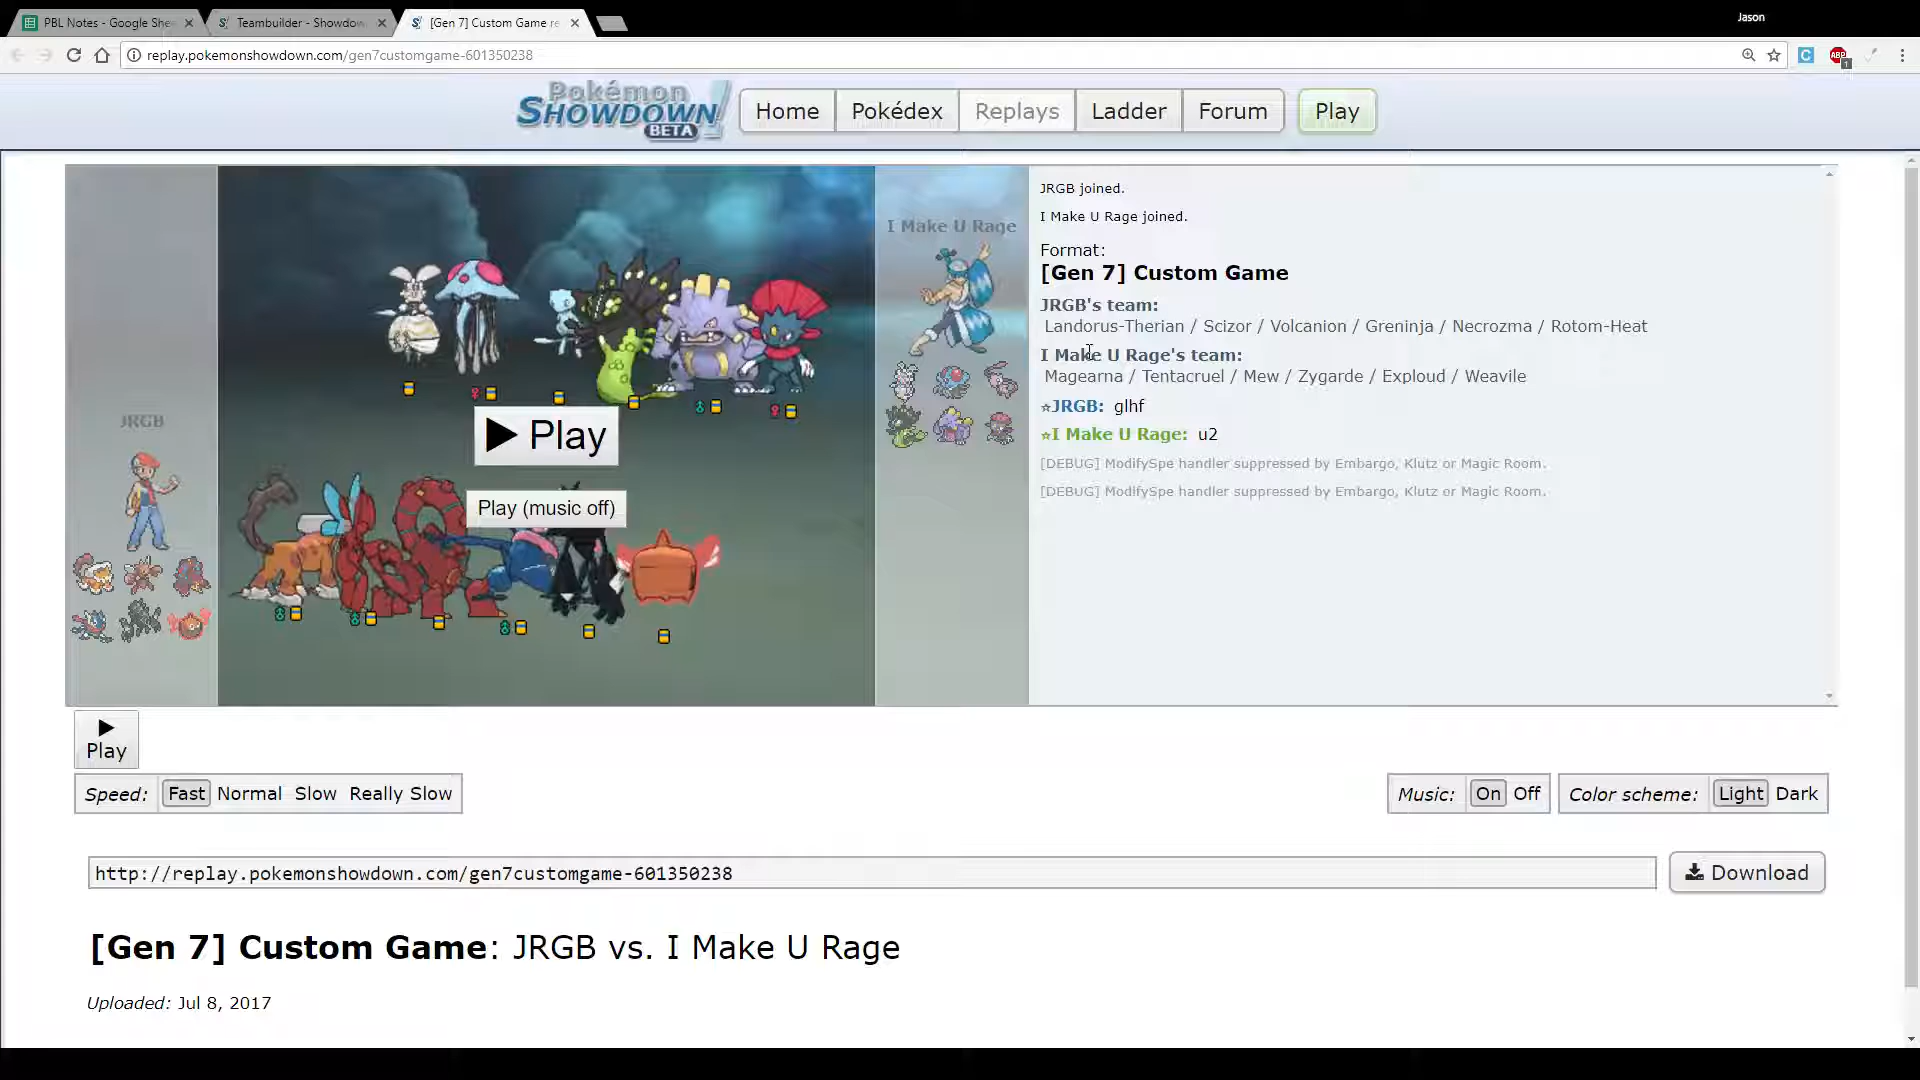 PBL Notes - Google She
Teambuilder - Showdow
[Gen 7] Custom Game re
Jason
replay.pokemonshowdown.com/gen7customgame-601350238
C
ABP
1
Pokémon
SHOWDOWN!
BETA
Home
Pokédex
Replays
Ladder
Forum
Play
JRGB
I Make U Rage
Play
Play (music off)
JRGB joined.
I Make U Rage joined.
Format:
[Gen 7] Custom Game
JRGB's team:
Landorus-Therian / Scizor / Volcanion / Greninja / Necrozma / Rotom-Heat
I Make U Rage's team:
Magearna / Tentacruel / Mew / Zygarde / Exploud / Weavile
☆JRGB: glhf
☆I Make U Rage: u2
[DEBUG] ModifySpe handler suppressed by Embargo, Klutz or Magic Room.
[DEBUG] ModifySpe handler suppressed by Embargo, Klutz or Magic Room.
Play
Speed: Fast Normal Slow Really Slow
Music: On Off
Color scheme: Light Dark
http://replay.pokemonshowdown.com/gen7customgame-601350238
Download
[Gen 7] Custom Game: JRGB vs. I Make U Rage
Uploaded: Jul 8, 2017